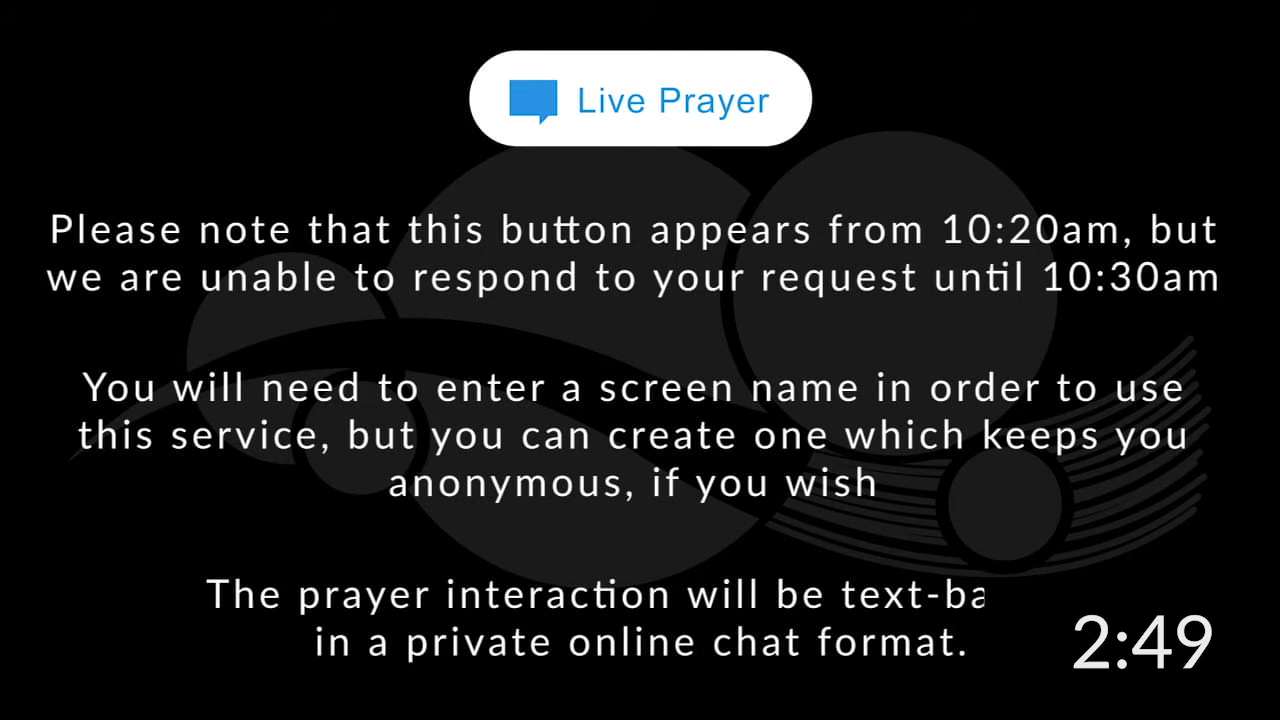 Live Prayer
Please note that this button appears from 10:20am, but
we are unable to respond to your request until 10:30am
You will need to enter a screen name in order to use
this service, but you can create one which keeps you
anonymous, if you wish
The prayer interaction will be text-ba
in a private online chat format.
2:49